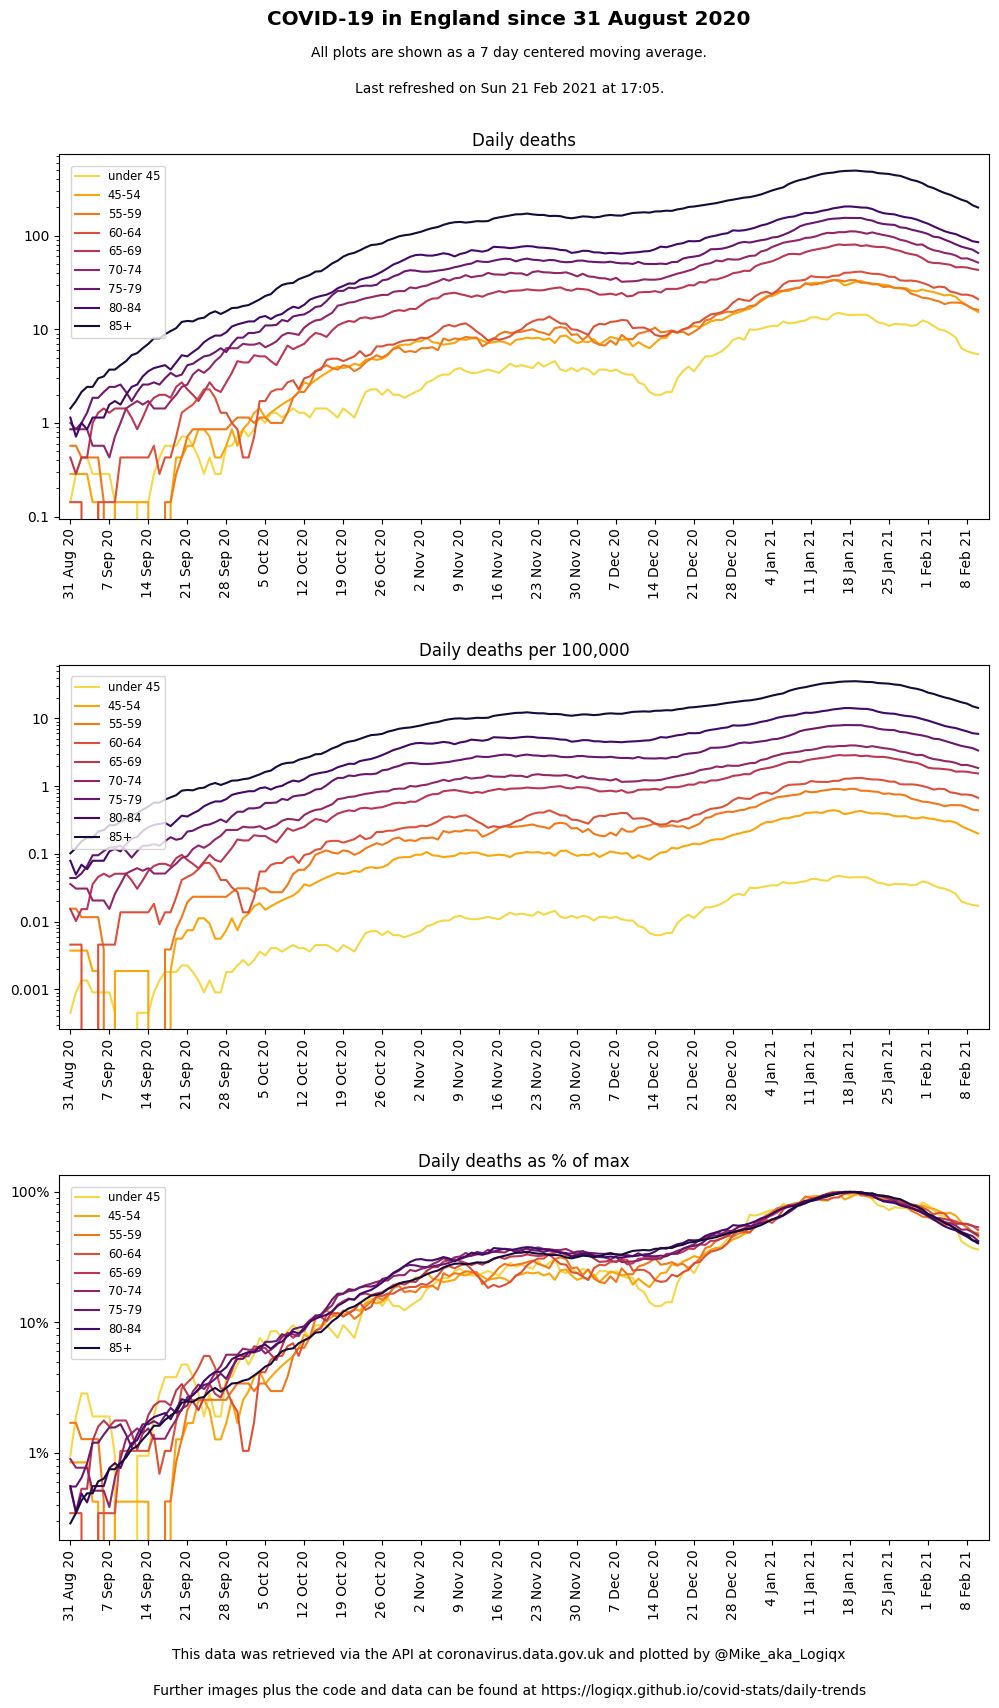 COVID-19 in England since 31 August 2020
All plots are shown as a 7 day centered moving average.
Last refreshed on Sun 21 Feb 2021 at 17:05.
Daily deaths
under 45
45-54
55-59
60-64
65-69
70-74
75-79
80-84
85+
100
10
1
0.1
31 Aug 20
7 Sep 20
14 Sep 20
21 Sep 20
28 Sep 20
5 Oct 20
12 Oct 20
19 Oct 20
26 Oct 20
2 Nov 20
9 Nov 20
16 Nov 20
23 Nov 20
30 Nov 20
7 Dec 20
14 Dec 20
21 Dec 20
28 Dec 20
4 Jan 21
11 Jan 21
18 Jan 21
25 Jan 21
1 Feb 21
8 Feb 21
Daily deaths per 100,000
under 45
45-54
55-59
60-64
65-69
70-74
75-79
80-84
85+
10
1
0.1
0.01
0.001
31 Aug 20
7 Sep 20
14 Sep 20
21 Sep 20
28 Sep 20
5 Oct 20
12 Oct 20
19 Oct 20
26 Oct 20
2 Nov 20
9 Nov 20
16 Nov 20
23 Nov 20
30 Nov 20
7 Dec 20
14 Dec 20
21 Dec 20
28 Dec 20
4 Jan 21
11 Jan 21
18 Jan 21
25 Jan 21
1 Feb 21
8 Feb 21
Daily deaths as % of max
under 45
45-54
55-59
60-64
65-69
70-74
75-79
80-84
85+
100%
10%
1%
31 Aug 20
7 Sep 20
14 Sep 20
21 Sep 20
28 Sep 20
5 Oct 20
12 Oct 20
19 Oct 20
26 Oct 20
2 Nov 20
9 Nov 20
16 Nov 20
23 Nov 20
30 Nov 20
7 Dec 20
14 Dec 20
21 Dec 20
28 Dec 20
4 Jan 21
11 Jan 21
18 Jan 21
25 Jan 21
1 Feb 21
8 Feb 21
This data was retrieved via the API at coronavirus.data.gov.uk and plotted by @Mike_aka_Logiqx
Further images plus the code and data can be found at https://logiqx.github.io/covid-stats/daily-trends